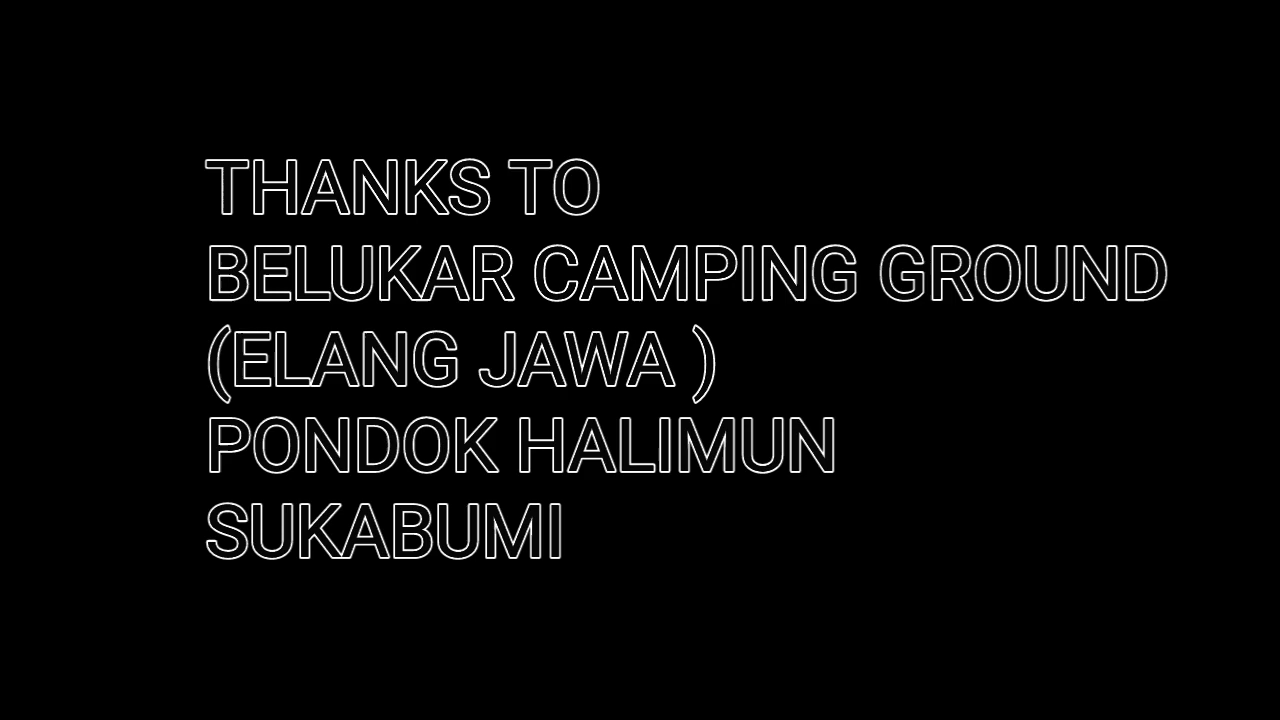 THANKS TO
BELUKAR CAMPING GROUND
(ELANG JAWA )
PONDOK HALIMUN
SUKABUMI